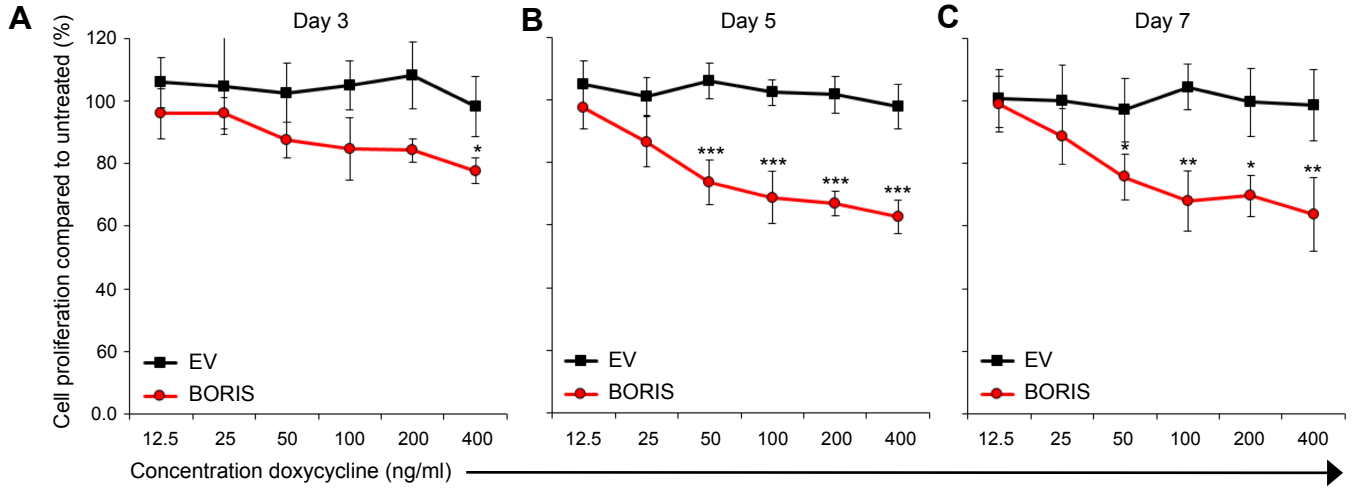 A
Day 3
B
Day 5
C
Day 7
Cell proliferation compared to untreated (%)
120
100
80
60
40
60
0.0
*
EV
BORIS
12.5 25 50 100 200 400
*** *** *** ***
EV
BORIS
12.5 25 50 100 200 400
* ** * **
EV
BORIS
12.5 25 50 100 200 400
Concentration doxycycline (ng/ml)